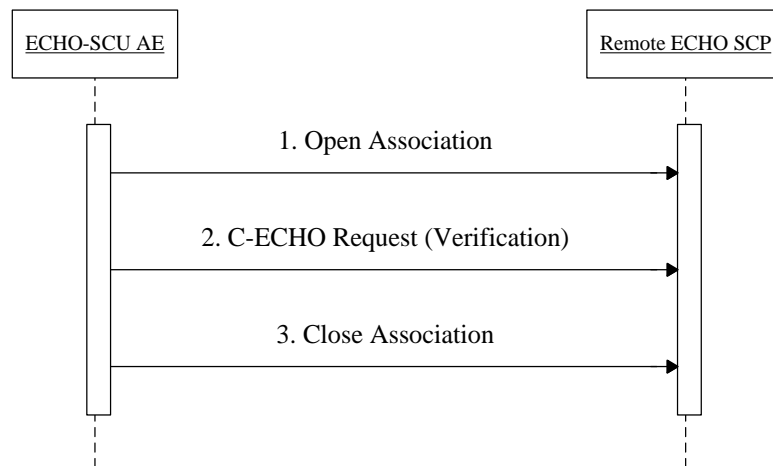 ECHO-SCU AE
Remote ECHO SCP
1. Open Association
2. C-ECHO Request (Verification)
3. Close Association